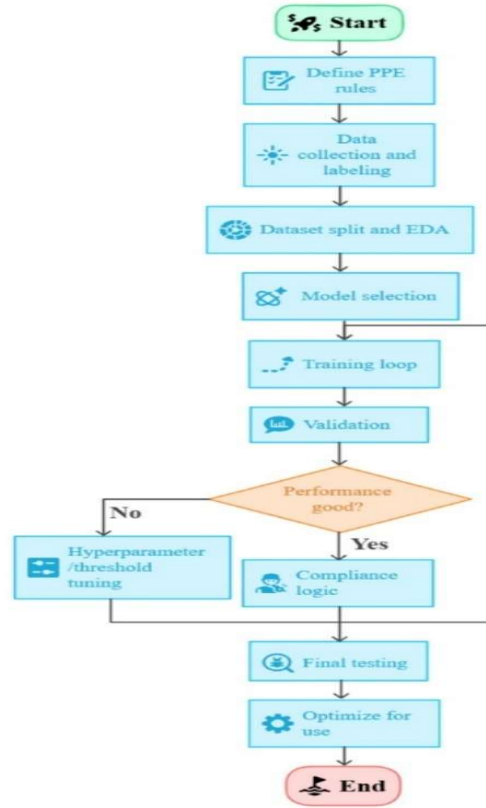 Start
Define PPE
rules
Data
collection and
labeling
Dataset split and EDA
Model selection
Training loop
Validation
Performance
good?
No
Yes
Hyperparameter
/threshold
tuning
Compliance
logic
Final testing
Optimize for
use
End